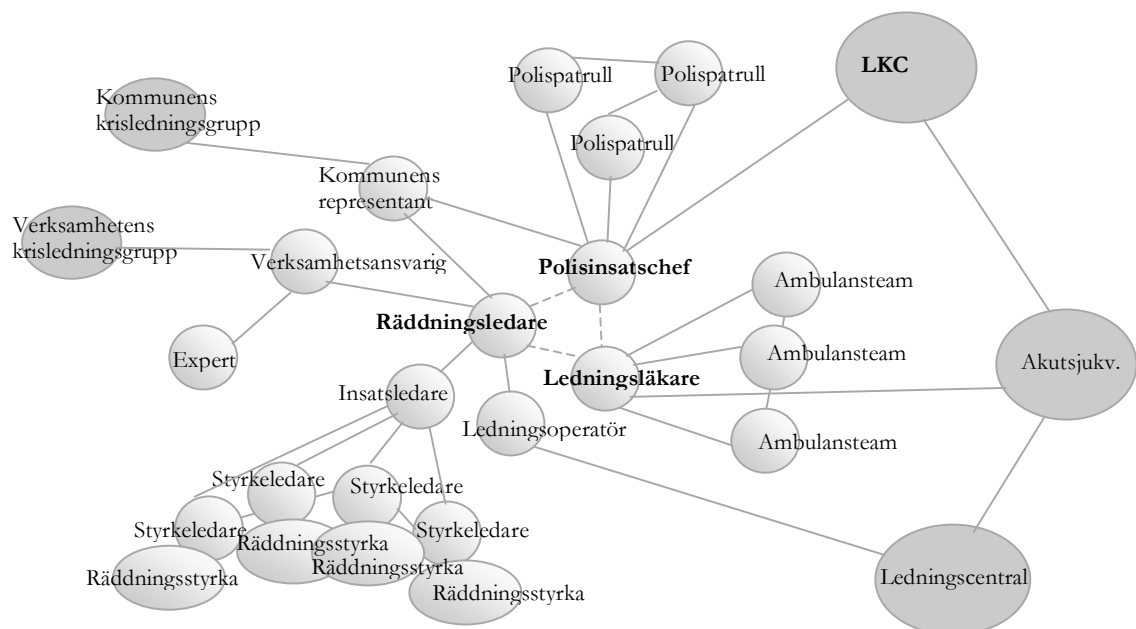 LKC
Polispatrull
Polispatrull
Kommunens
krisledningsgrupp
Polispatrull
Kommunens
representant
Verksamhetens
krisledningsgrupp
Verksamhetsansvarig
Polisinsatschef
Ambulansteam
Räddningsledare
Expert
Ambulansteam
Akutsjukv.
Ledningsläkare
Insatsledare
Ledningsoperatör
Ambulansteam
Styrkeledare
Styrkeledare
Styrkeledare
Styrkeledare
Räddningsstyrka
Räddningsstyrka
Räddningsstyrka
Räddningsstyrka
Ledningscentral